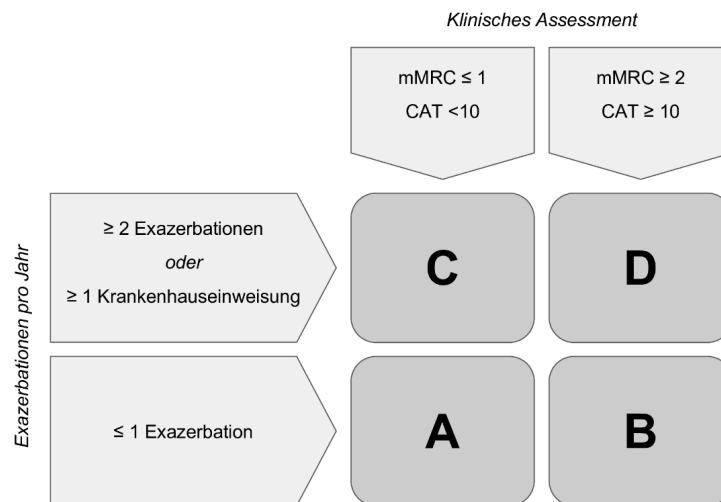 Klinisches Assessment
mMRC ≤ 1
CAT <10
mMRC ≥ 2
CAT ≥ 10
Exazerbationen pro Jahr
≥ 2 Exazerbationen
oder
≥ 1 Krankenhauseinweisung
C
D
≤ 1 Exazerbation
A
B